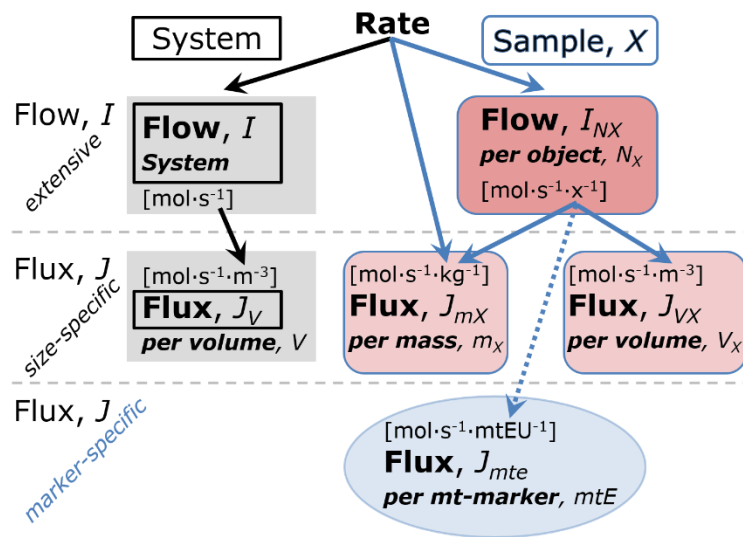 Rate
System
Sample, X
Flow, I
extensive
Flow, I
System
[mol·s⁻¹]
Flow, I_NX
per object, N_X
[mol·s⁻¹·x⁻¹]
Flux, J
size-specific
[mol·s⁻¹·m⁻³]
Flux, J_V
per volume, V
[mol·s⁻¹·kg⁻¹]
Flux, J_mX
per mass, m_X
[mol·s⁻¹·m⁻³]
Flux, J_VX
per volume, V_X
Flux, J
marker-specific
[mol·s⁻¹·mtEU⁻¹]
Flux, J_mte
per mt-marker, mtE